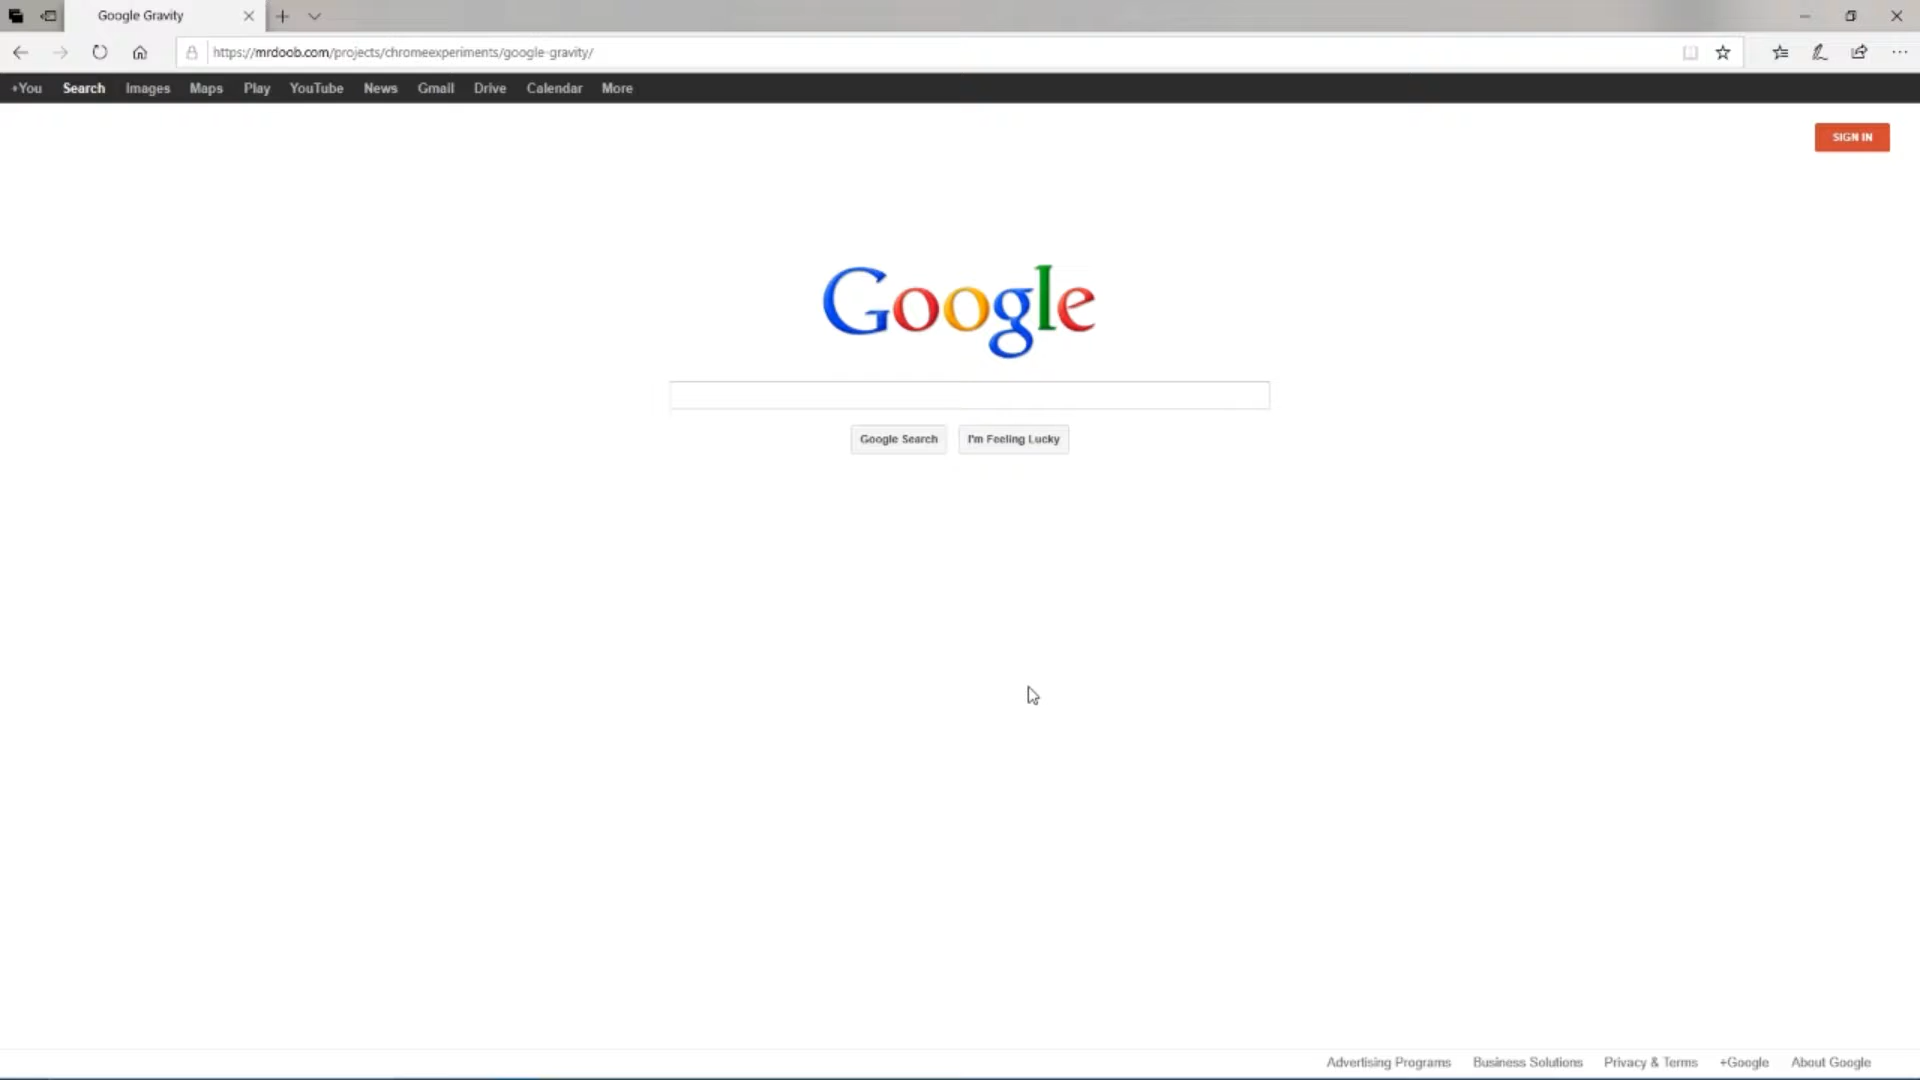 Google Gravity
https://mrdoob.com/projects/chromeexperiments/google-gravity/
+You Search Images Maps Play YouTube News Gmail Drive Calendar More
SIGN IN
Google
Google Search I'm Feeling Lucky
Advertising Programs Business Solutions Privacy & Terms +Google About Google